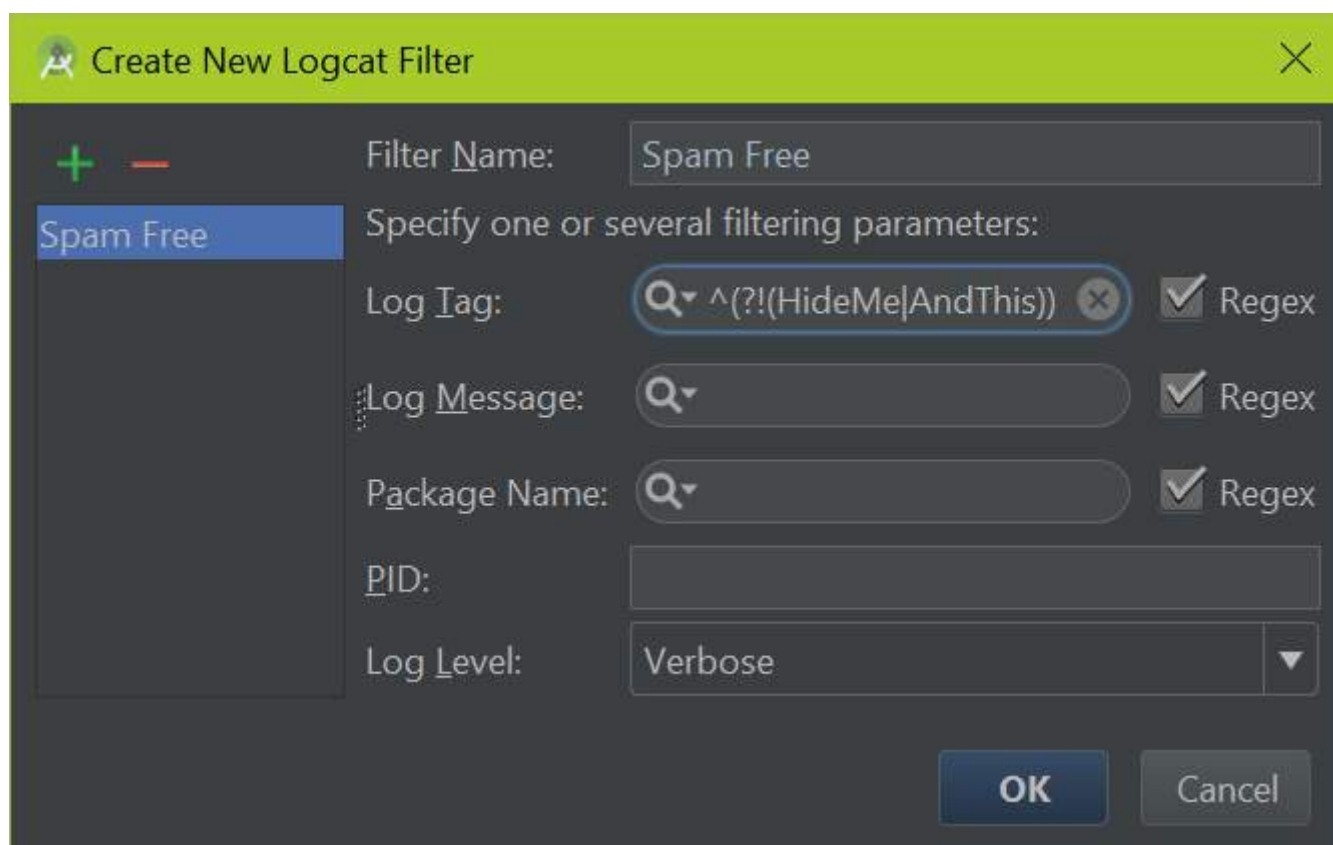 Create New Logcat Filter
Filter Name: Spam Free
Spam Free
Specify one or several filtering parameters:
Log Tag: ^(?!(HideMe|AndThis)) Regex
Log Message: Regex
Package Name: Regex
PID:
Log Level: Verbose
OK Cancel